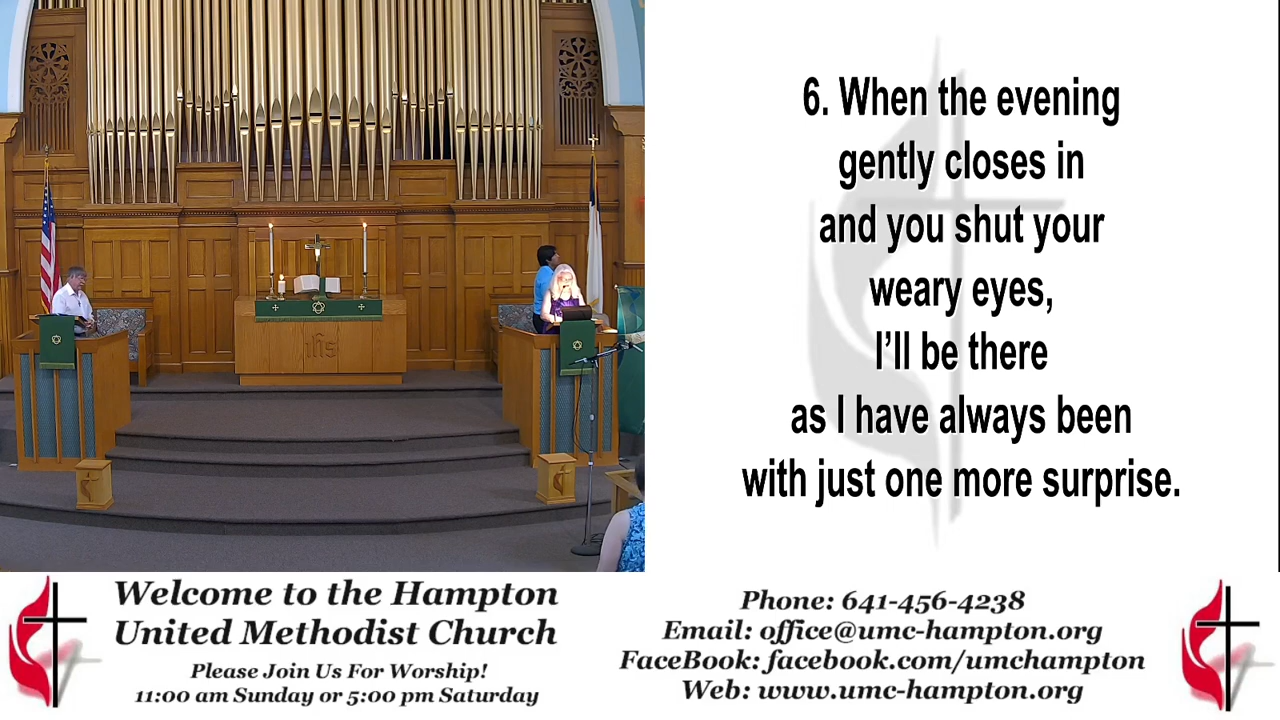 6. When the evening
gently closes in
and you shut your
weary eyes,
I'll be there
as I have always been
with just one more surprise.
ihs
Welcome to the Hampton
United Methodist Church
Please Join Us For Worship!
11:00 am Sunday or 5:00 pm Saturday
Phone: 641-456-4238
Email: office@umc-hampton.org
FaceBook: facebook.com/umchampton
Web: www.umc-hampton.org